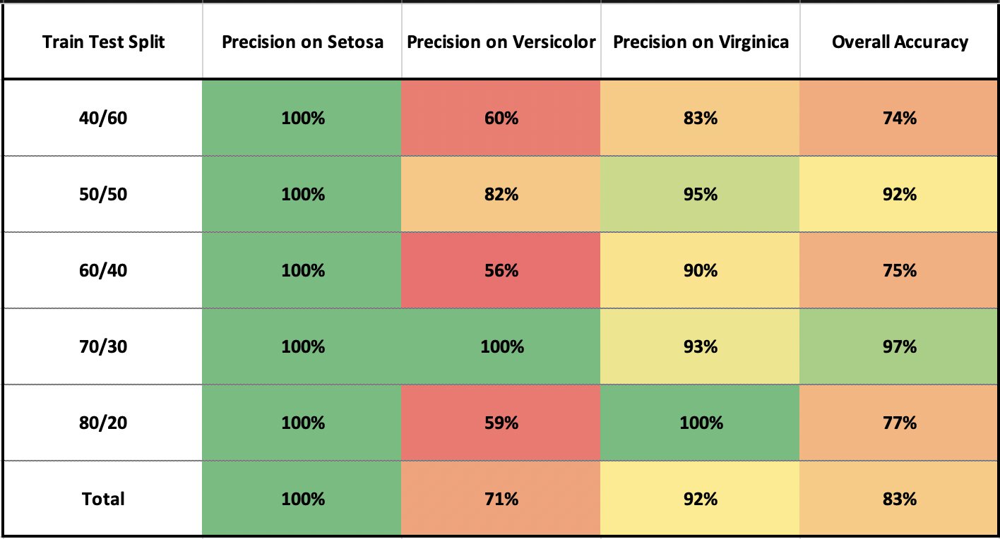 Train Test Split Precision on Setosa Precision on Versicolor Precision on Virginica Overall Accuracy
40/60 100% 60% 83% 74%
50/50 100% 82% 95% 92%
60/40 100% 56% 90% 75%
70/30 100% 100% 93% 97%
80/20 100% 59% 100% 77%
Total 100% 71% 92% 83%